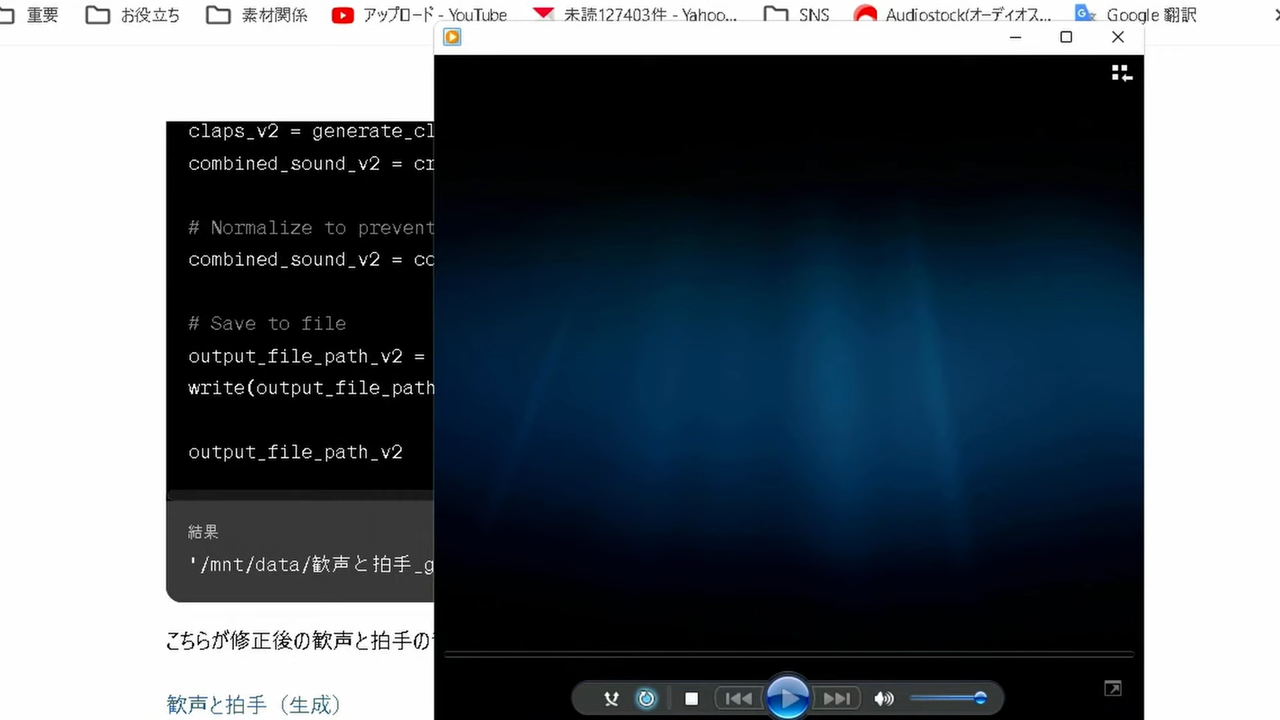 重要 お役立ち 素材関係 アップロード - YouTube 未読127403件 - Yahoo... SNS Audiostock(オーディオス... Google 翻訳
claps_v2 = generate_cl
combined_sound_v2 = cr
# Normalize to prevent
combined_sound_v2 = co
# Save to file
output_file_path_v2 =
write(output_file_path
output_file_path_v2
結果
'/mnt/data/歓声と拍手_g
こちらが修正後の歓声と拍手の
歓声と拍手（生成）